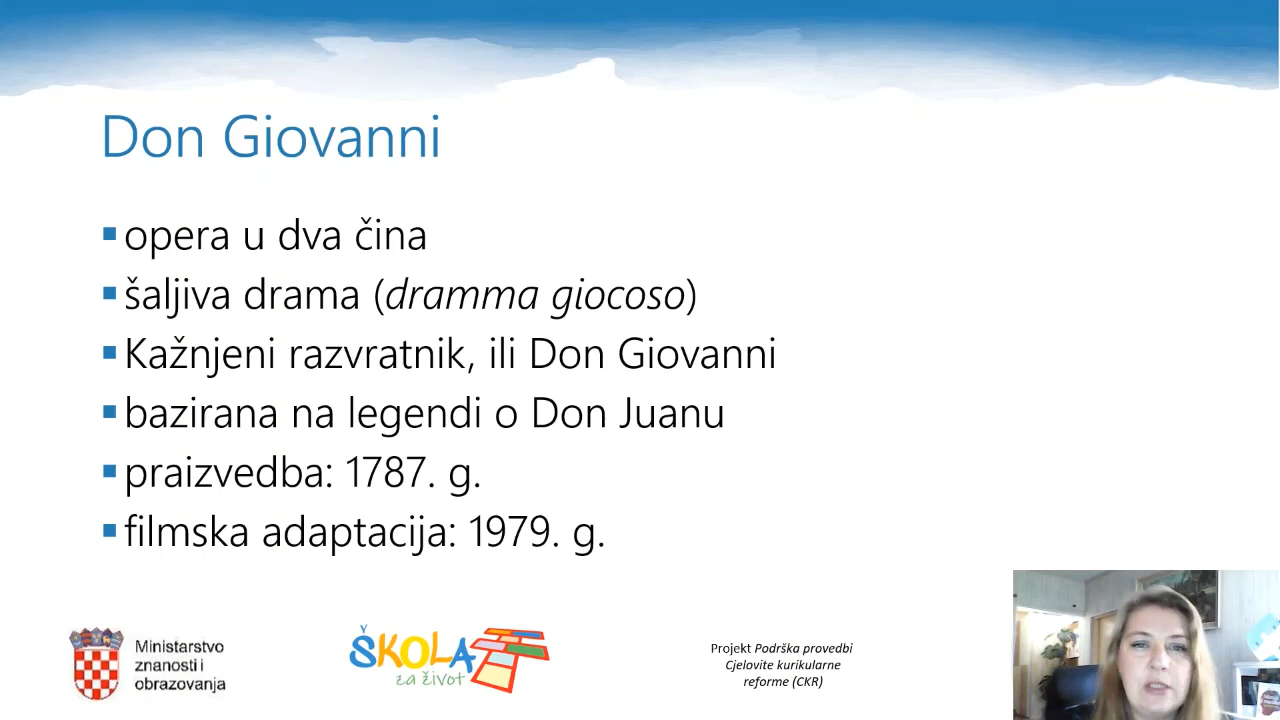 Don Giovanni
opera u dva čina
šaljiva drama (dramma giocoso)
Kažnjeni razvratnik, ili Don Giovanni
bazirana na legendi o Don Juanu
praizvedba: 1787. g.
filmska adaptacija: 1979. g.
Ministarstvo
znanosti i
obrazovanja
ŠKOLA
za život
Projekt Podrška provedbi
Cjelovite kurikularne
reforme (CKR)